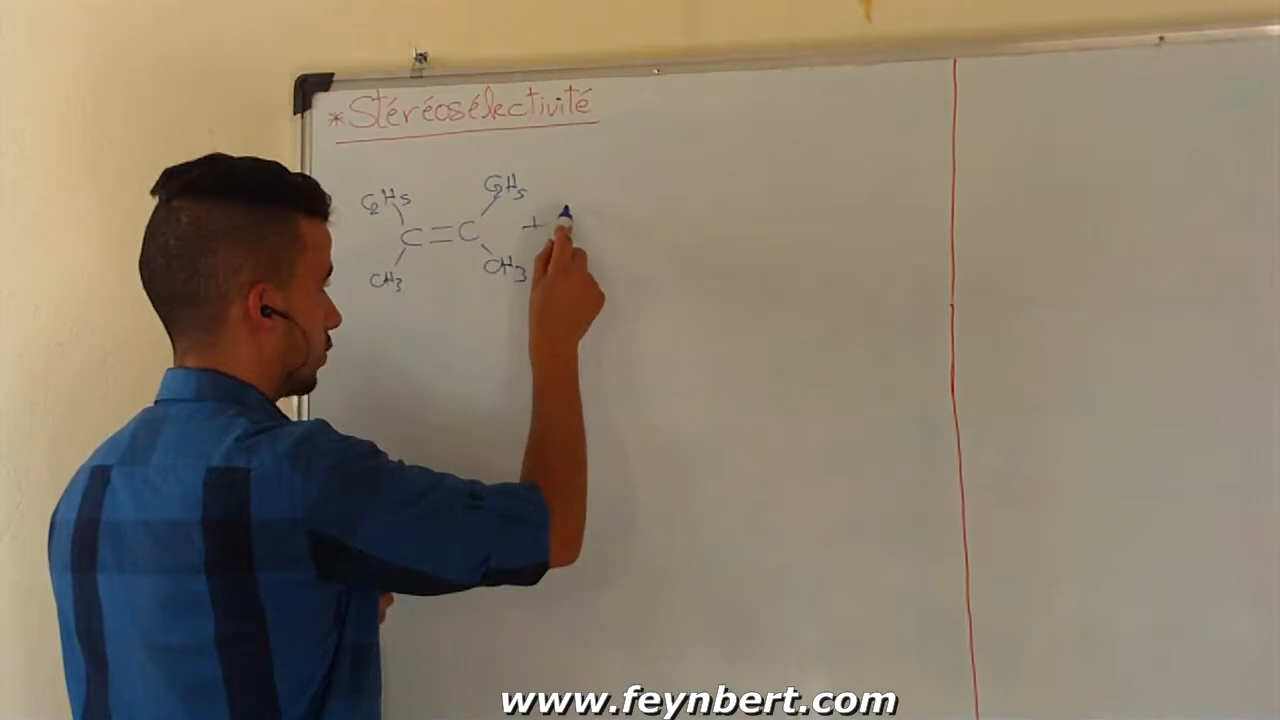 *Stéréosélectivité
C2H5 C2H5
C=C +
CH3 CH3
www.feynbert.com